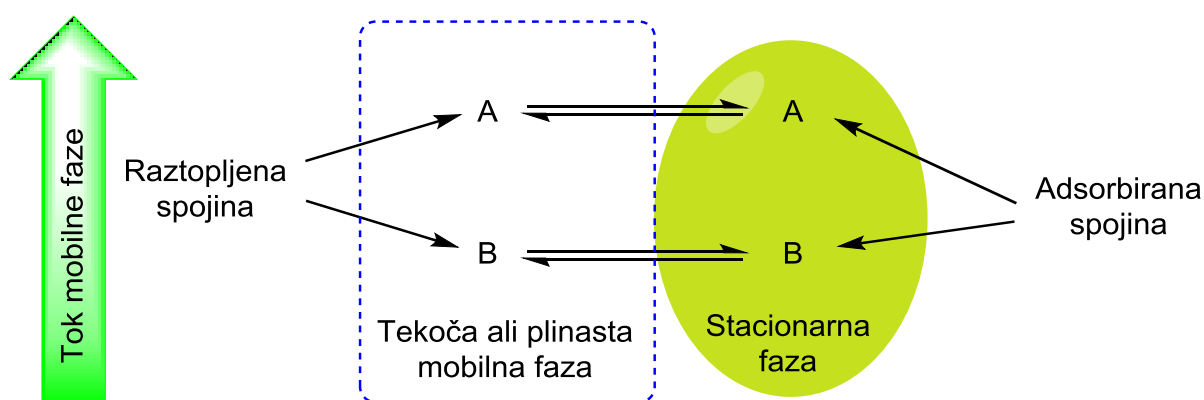 Tok mobilne faze
Raztopljena
spojina
A
B
Tekoča ali plinasta
mobilna faza
A
B
Stacionarna
faza
Adsorbirana
spojina